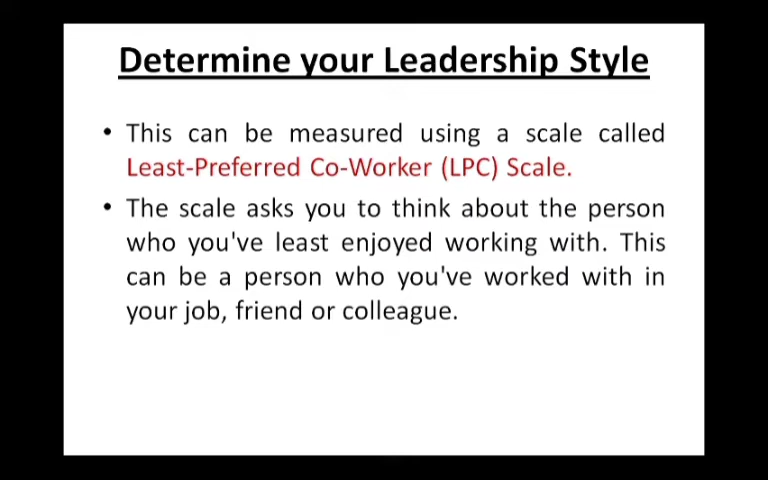 Determine your Leadership Style
• This can be measured using a scale called
Least-Preferred Co-Worker (LPC) Scale.
• The scale asks you to think about the person
who you've least enjoyed working with. This
can be a person who you've worked with in
your job, friend or colleague.